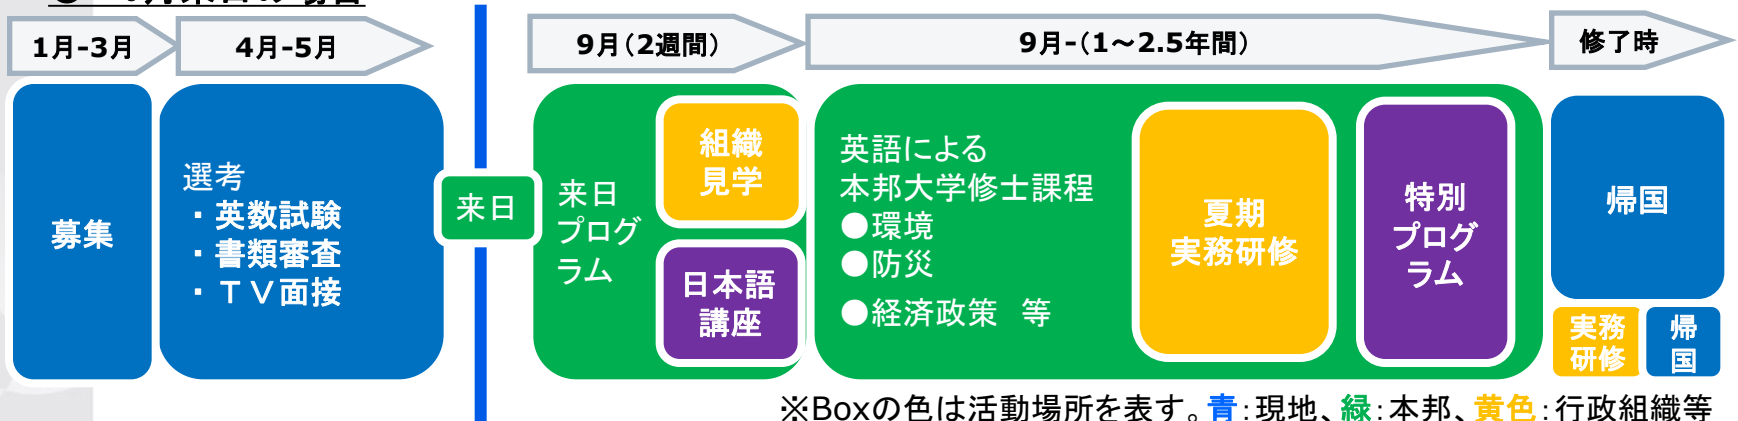 1月-3月
4月-5月
9月(2週間)
9月-(1～2.5年間)
修了時
募集
選考
・英数試験
・書類審査
・ＴＶ面接
来日
来日
プログ
ラム
組織
見学
日本語
講座
英語による
本邦大学修士課程
●環境
●防災
●経済政策　等
夏期
実務研修
特別
プログ
ラム
帰国
実務
研修
帰
国
※Boxの色は活動場所を表す。青：現地、緑：本邦、黄色：行政組織等